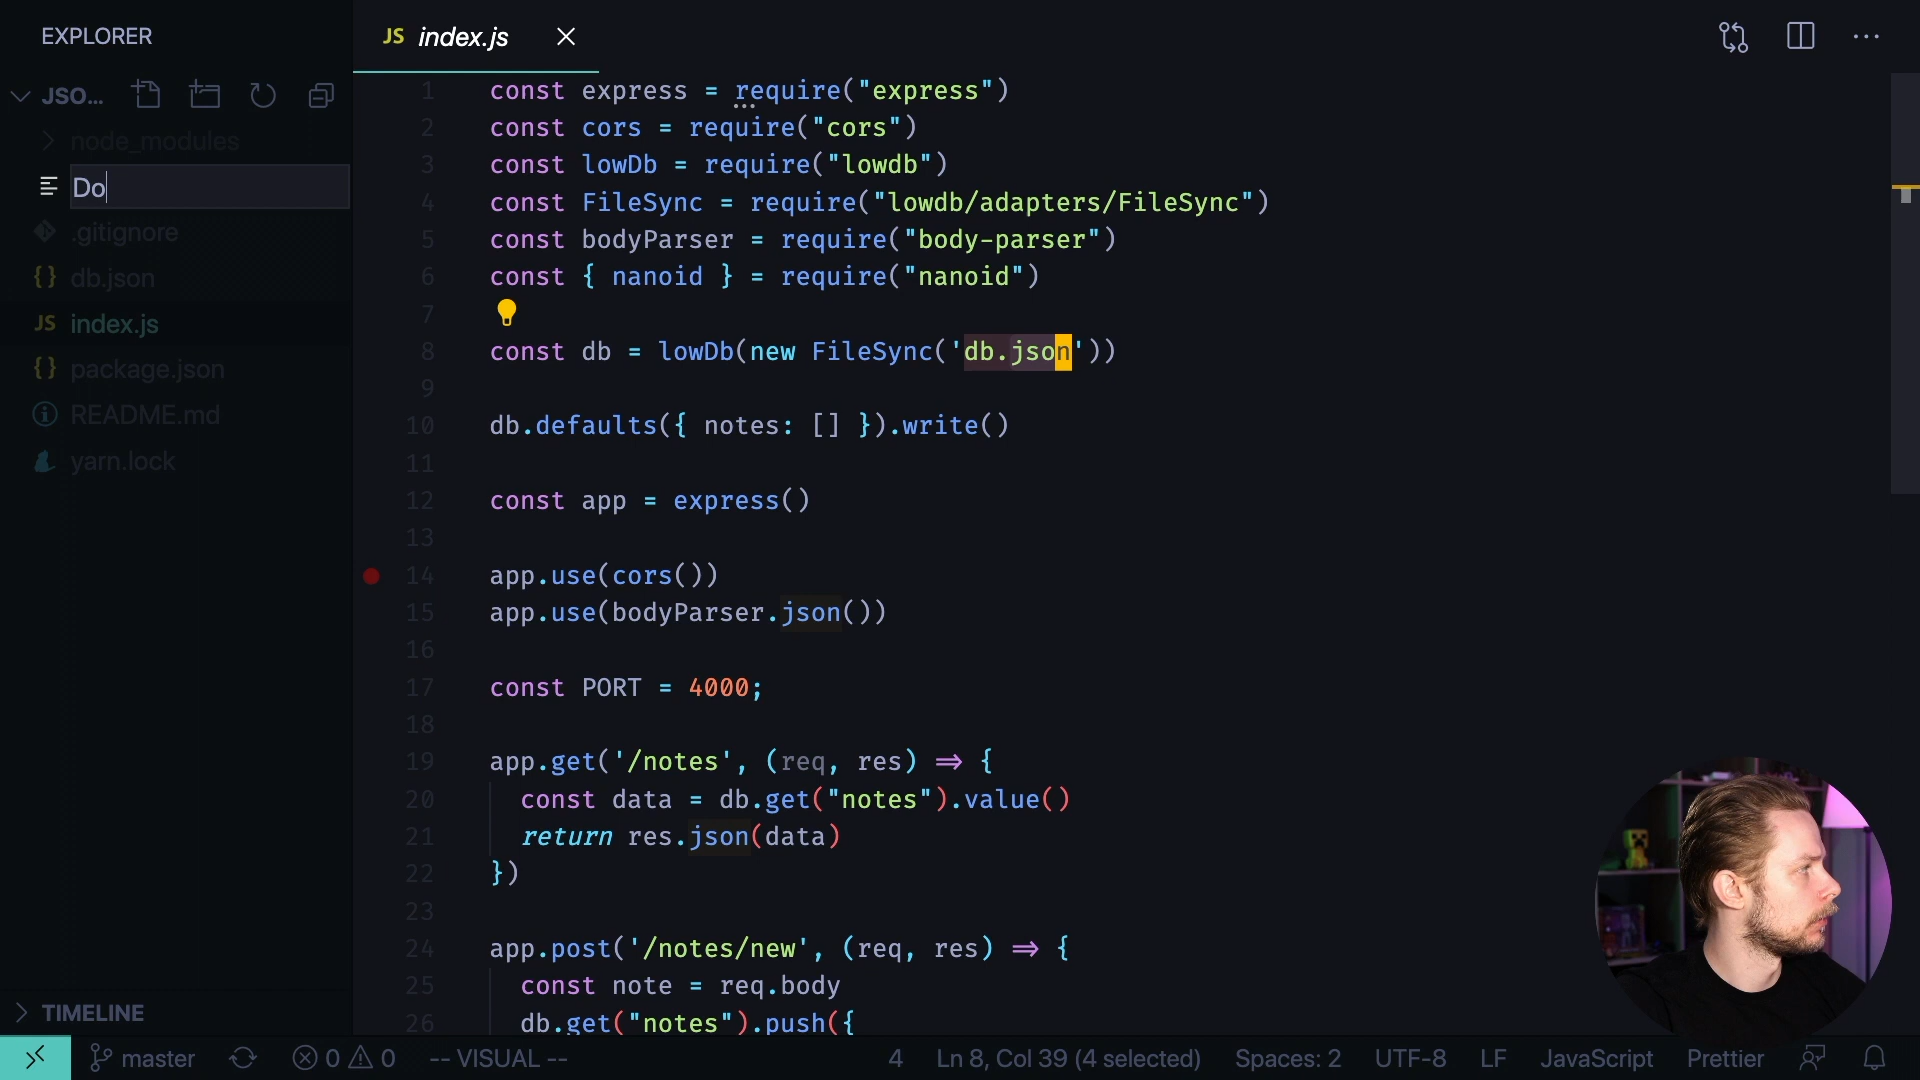 EXPLORER
JSO...
node_modules
Do
.gitignore
{} db.json
JS index.js
{} package.json
README.md
yarn.lock
TIMELINE
JS index.js
1 const express = require("express")
2 const cors = require("cors")
3 const lowDb = require("lowdb")
4 const FileSync = require("lowdb/adapters/FileSync")
5 const bodyParser = require("body-parser")
6 const { nanoid } = require("nanoid")
7
8 const db = lowDb(new FileSync('db.json'))
9
10 db.defaults({ notes: [] }).write()
11
12 const app = express()
13
14 app.use(cors())
15 app.use(bodyParser.json())
16
17 const PORT = 4000;
18
19 app.get('/notes', (req, res) => {
20 const data = db.get("notes").value()
21 return res.json(data)
22 })
23
24 app.post('/notes/new', (req, res) => {
25 const note = req.body
26 db.get("notes").push({
master 0 0 -- VISUAL -- 4 Ln 8, Col 39 (4 selected) Spaces: 2 UTF-8 LF JavaScript Prettier